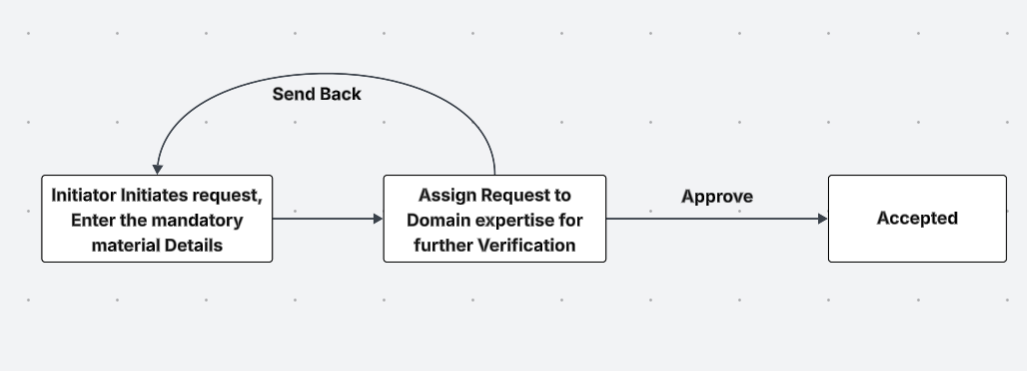 Send Back
Initiator Initiates request,
Enter the mandatory
material Details
Assign Request to
Domain expertise for
further Verification
Approve
Accepted